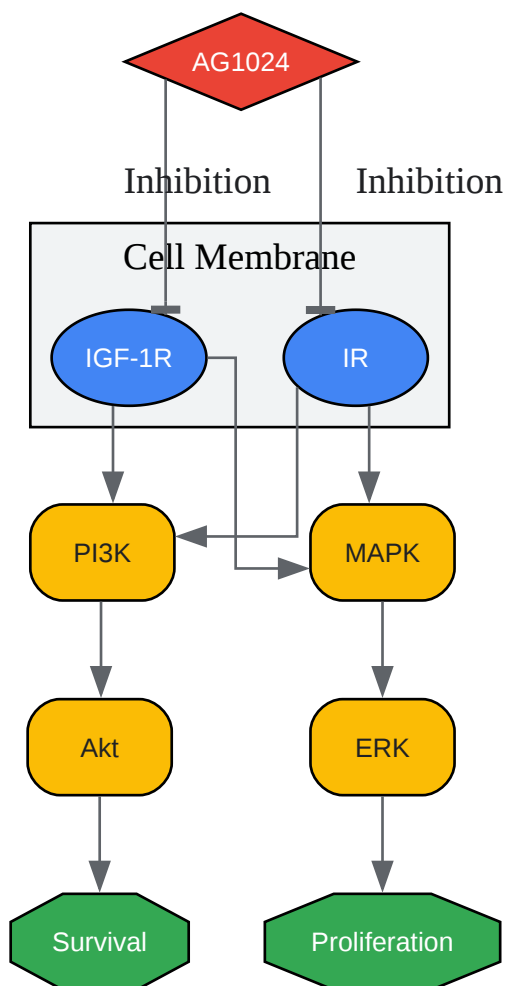 AG1024
Inhibition
Inhibition
Cell Membrane
IGF-1R
IR
PI3K
MAPK
Akt
ERK
Survival
Proliferation